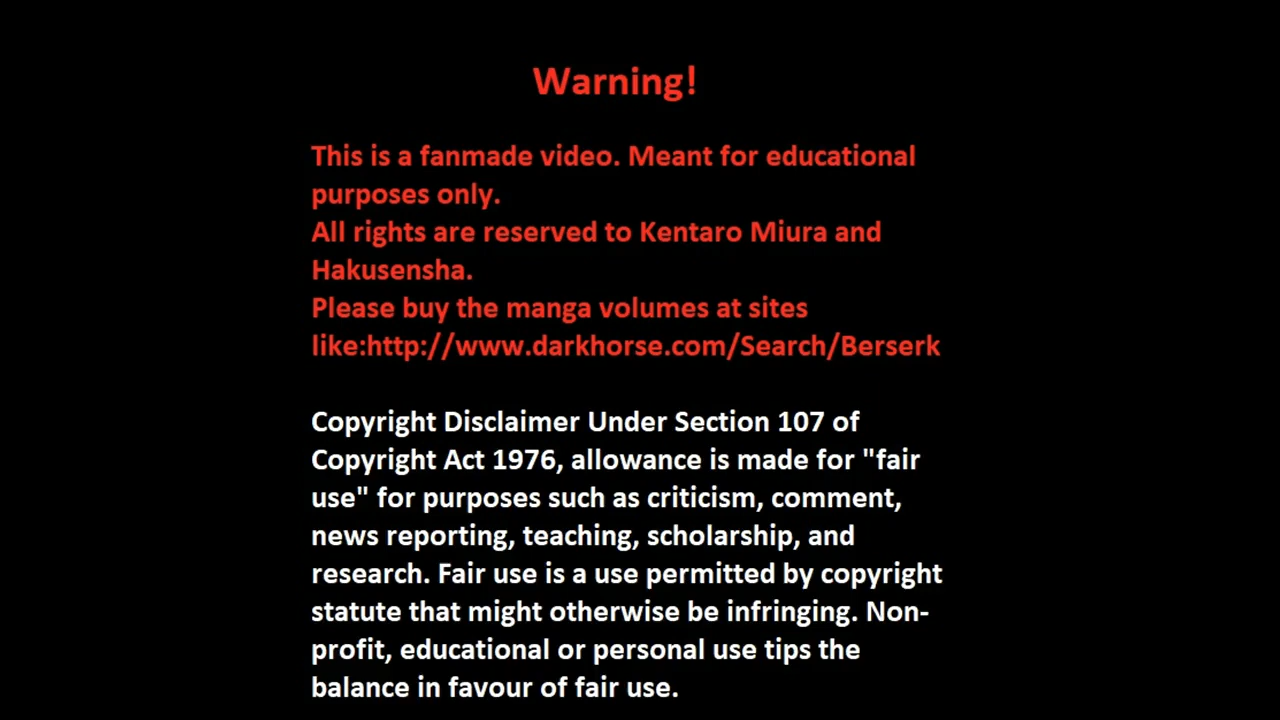 Warning!
This is a fanmade video. Meant for educational
purposes only.
All rights are reserved to Kentaro Miura and
Hakusensha.
Please buy the manga volumes at sites
like:http://www.darkhorse.com/Search/Berserk
Copyright Disclaimer Under Section 107 of
Copyright Act 1976, allowance is made for "fair
use" for purposes such as criticism, comment,
news reporting, teaching, scholarship, and
research. Fair use is a use permitted by copyright
statute that might otherwise be infringing. Non-
profit, educational or personal use tips the
balance in favour of fair use.